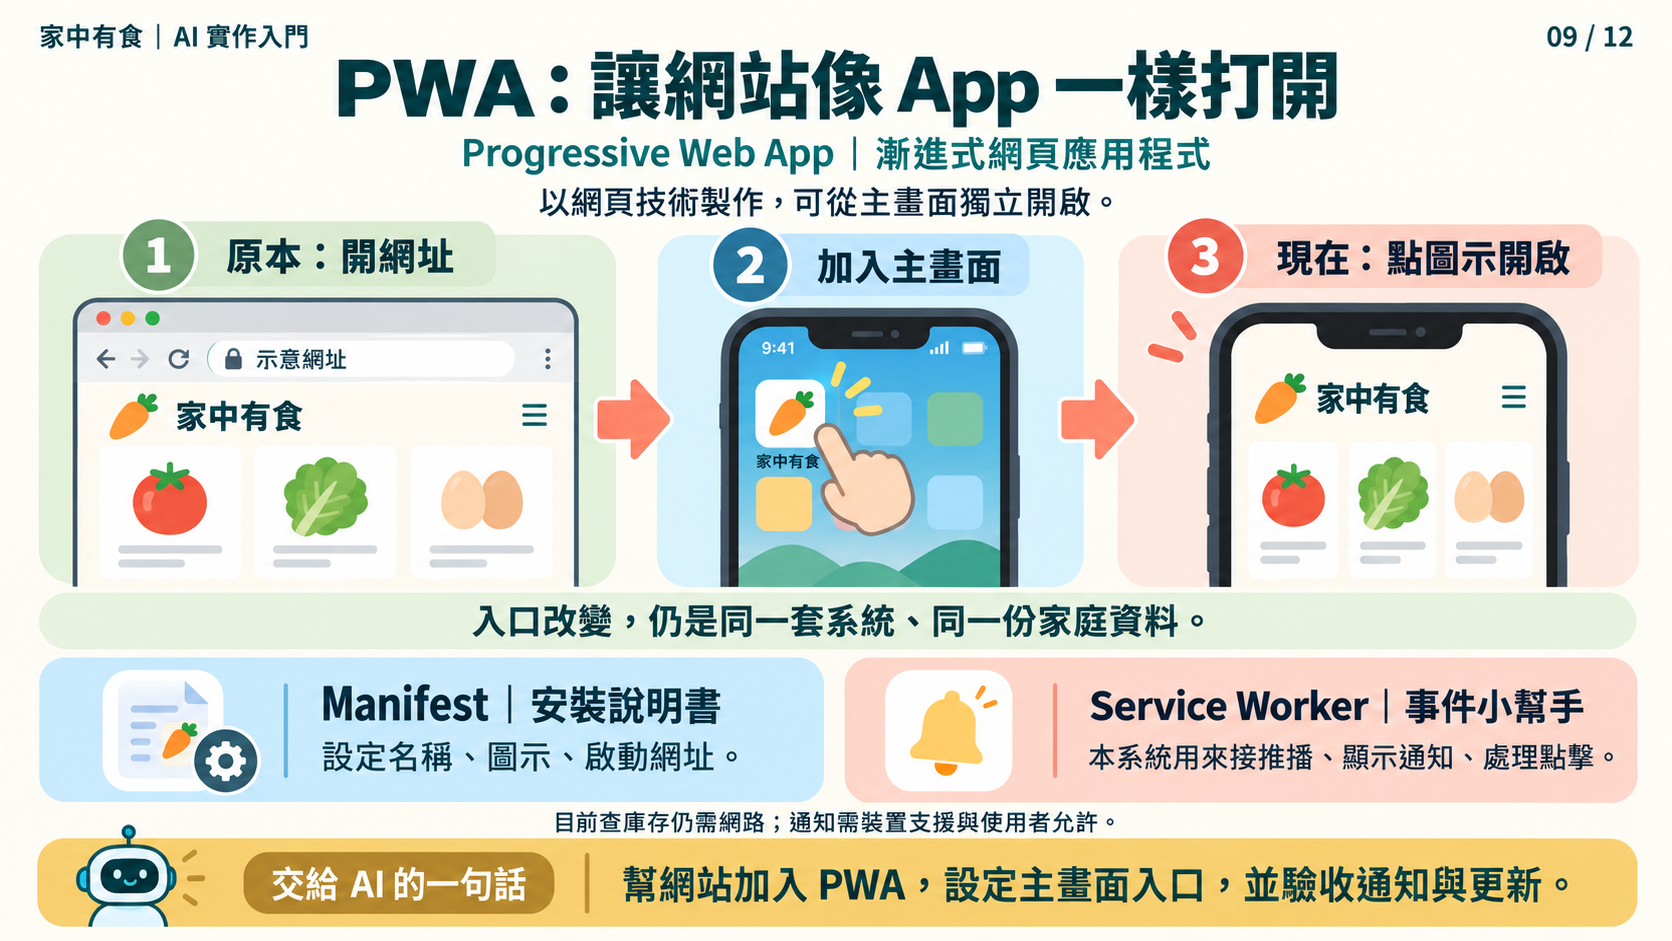 家中有食｜AI 實作入門
09 / 12
PWA：讓網站像 App 一樣打開
Progressive Web App｜漸進式網頁應用程式
以網頁技術製作，可從主畫面獨立開啟。
1 原本：開網址
示意網址
家中有食
2 加入主畫面
9:41
家中有食
3 現在：點圖示開啟
家中有食
入口改變，仍是同一套系統、同一份家庭資料。
Manifest｜安裝說明書
設定名稱、圖示、啟動網址。
Service Worker｜事件小幫手
本系統用來接推播、顯示通知、處理點擊。
目前查庫存仍需網路；通知需裝置支援與使用者允許。
交給 AI 的一句話
幫網站加入 PWA，設定主畫面入口，並驗收通知與更新。